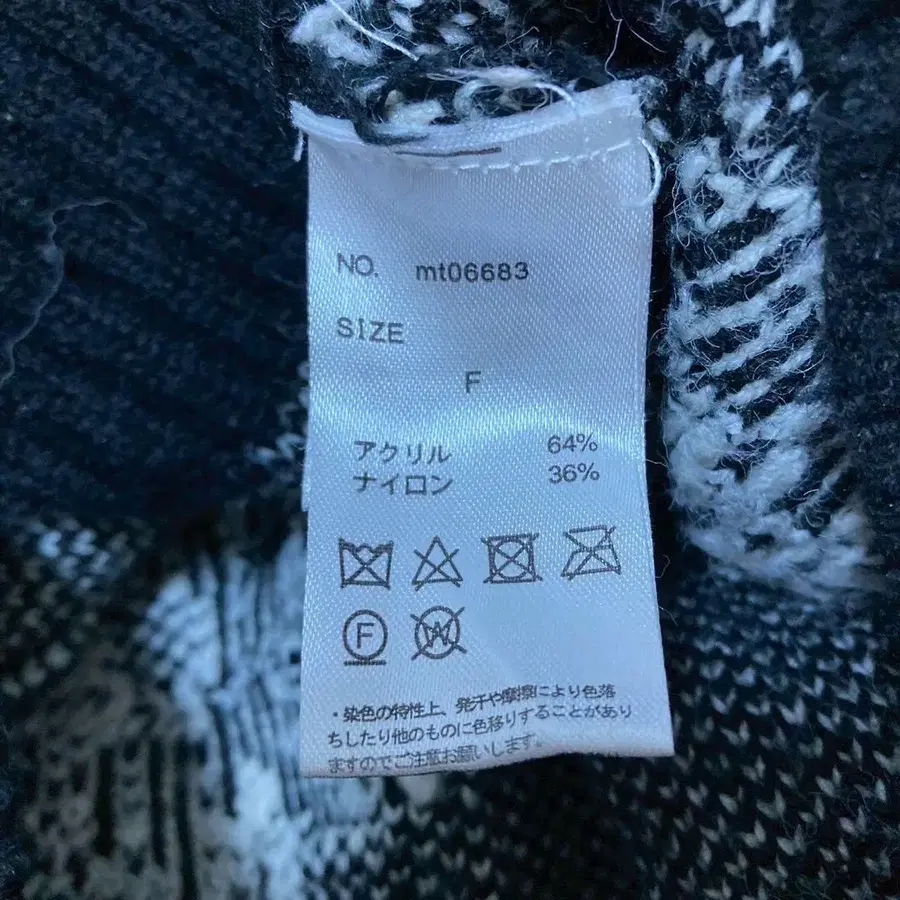 NO. mt06683
SIZE
F
アクリル 64%
ナイロン 36%
F W
・染色の特性上、発汗や摩擦により色落
ちしたり他のものに色移りすることがあり
ますのでご注意お願いします。